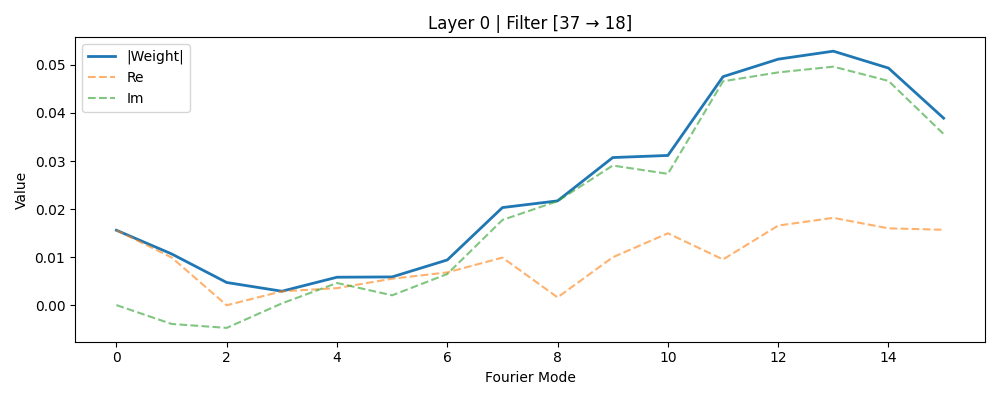 Layer 0 | Filter [37 → 18]
|Weight|
Re
Im
Value
0.05
0.04
0.03
0.02
0.01
0.00
0 2 4 6 8 10 12 14
Fourier Mode